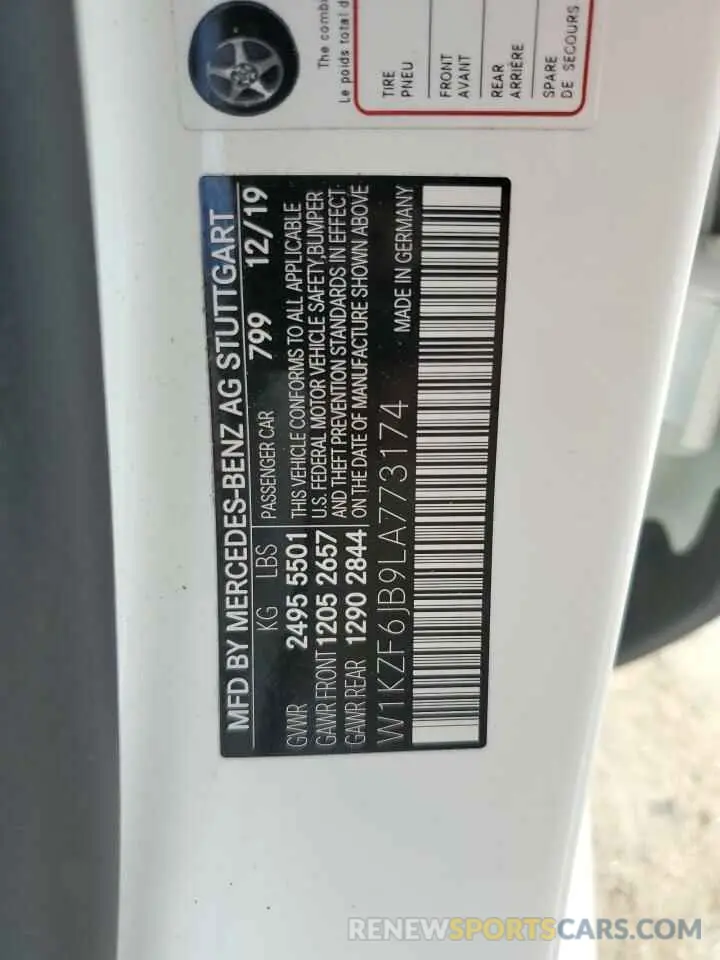 The combi
Le poids total d
TIRE
PNEU
FRONT
AVANT
REAR
ARRIÈRE
SPARE
DE SECOURS
MFD BY MERCEDES-BENZ AG STUTTGART
KG LBS PASSENGER CAR 799 12/19
GVWR 2495 5501 THIS VEHICLE CONFORMS TO ALL APPLICABLE
GAWR FRONT 1205 2657 U.S. FEDERAL MOTOR VEHICLE SAFETY,BUMPER
GAWR REAR 1290 2844 AND THEFT PREVENTION STANDARDS IN EFFECT
ON THE DATE OF MANUFACTURE SHOWN ABOVE
W1KZF6JB9LA773174 MADE IN GERMANY
RENEWSPORTSCARS.COM